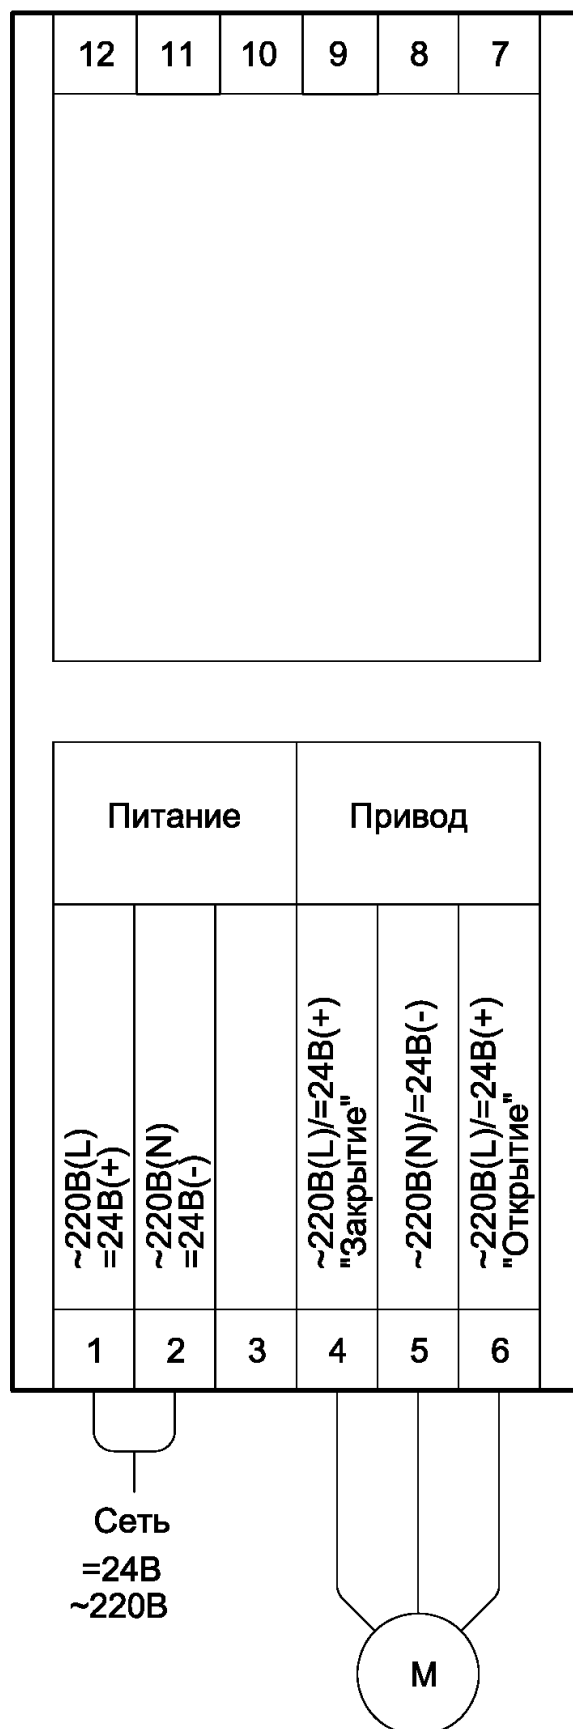 12 11 10 9 8 7
Питание Привод
~220В(L)
=24В(+)
~220В(N)
=24В(-)
~220В(L)/=24В(+)
"Закрытие"
~220В(N)/=24В(-)
~220В(L)/=24В(+)
"Открытие"
1 2 3 4 5 6
Сеть
=24В
~220В
М